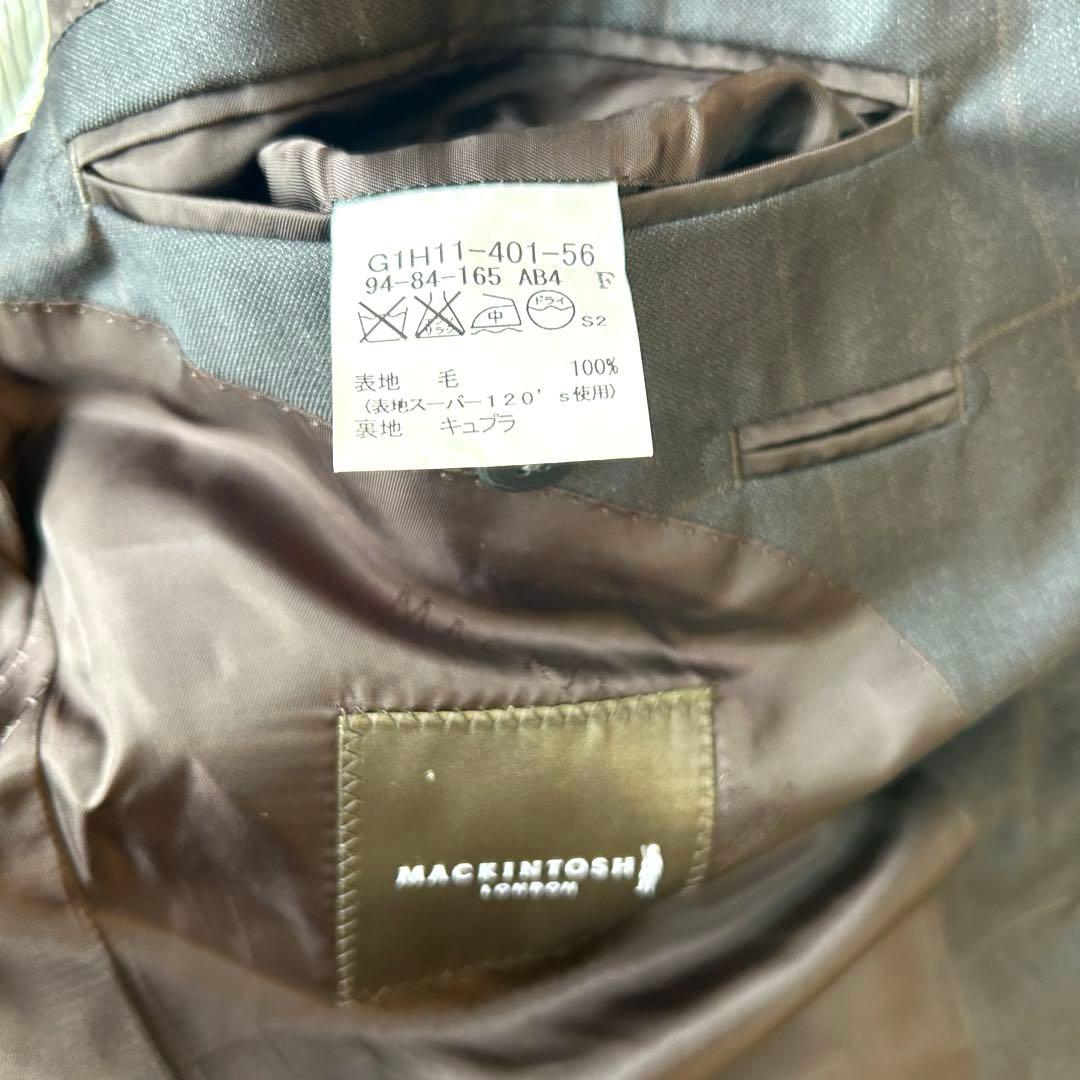 G1H11-401-56
94-84-165 AB4 F
中 ドライ S2
表地 毛 100%
(表地スーパー120's使用)
裏地 キュプラ
MACKINTOSH
LONDON